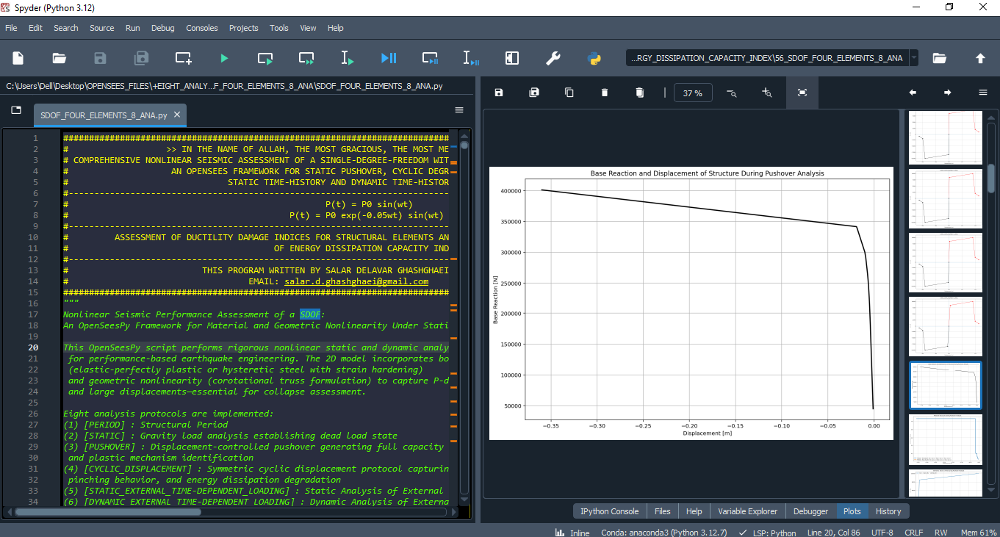 Spyder (Python 3.12)
File Edit Search Source Run Debug Consoles Projects Tools View Help
...RGY_DISSIPATION_CAPACITY_INDEX\56_SDOF_FOUR_ELEMENTS_8_ANA
C:\Users\Dell\Desktop\OPENSEES_FILES\+EIGHT_ANALY...F_FOUR_ELEMENTS_8_ANA\SDOF_FOUR_ELEMENTS_8_ANA.py
SDOF_FOUR_ELEMENTS_8_ANA.py
1 ###########################################################################
2 # >> IN THE NAME OF ALLAH, THE MOST GRACIOUS, THE MOST ME
3 # COMPREHENSIVE NONLINEAR SEISMIC ASSESSMENT OF A SINGLE-DEGREE-FREEDOM WIT
4 # AN OPENSEES FRAMEWORK FOR STATIC PUSHOVER, CYCLIC DEGR
5 # STATIC TIME-HISTORY AND DYNAMIC TIME-HISTOR
6 #--------------------------------------------------------------------------
7 # P(t) = P0 sin(wt)
8 # P(t) = P0 exp(-0.05wt) sin(wt)
9 #--------------------------------------------------------------------------
10 # ASSESSMENT OF DUCTILITY DAMAGE INDICES FOR STRUCTURAL ELEMENTS AN
11 # OF ENERGY DISSIPATION CAPACITY IND
12 #--------------------------------------------------------------------------
13 # THIS PROGRAM WRITTEN BY SALAR DELAVAR GHASHGHAEI
14 # EMAIL: salar.d.ghashghaei@gmail.com
15 ###########################################################################
16 """
17 Nonlinear Seismic Performance Assessment of a SDOF:
18 An OpenSeesPy Framework for Material and Geometric Nonlinearity Under Stati
19
20 This OpenSeesPy script performs rigorous nonlinear static and dynamic analy
21 for performance-based earthquake engineering. The 2D model incorporates bo
22 (elastic-perfectly plastic or hysteretic steel with strain hardening)
23 and geometric nonlinearity (corotational truss formulation) to capture P-d
24 and large displacements—essential for collapse assessment.
25
26 Eight analysis protocols are implemented:
27 (1) [PERIOD] : Structural Period
28 (2) [STATIC] : Gravity load analysis establishing dead load state
29 (3) [PUSHOVER] : Displacement-controlled pushover generating full capacity
30 and plastic mechanism identification
31 (4) [CYCLIC_DISPLACEMENT] : Symmetric cyclic displacement protocol capturin
32 pinching behavior, and energy dissipation degradation
33 (5) [STATIC_EXTERNAL_TIME-DEPENDENT_LOADING] : Static Analysis of External
34 (6) [DYNAMIC_EXTERNAL_TIME-DEPENDENT_LOADING] : Dynamic Analysis of Externa
37 %
Base Reaction and Displacement of Structure During Pushover Analysis
Base Reaction [N]
400000
350000
300000
250000
200000
150000
100000
50000
−0.35 −0.30 −0.25 −0.20 −0.15 −0.10 −0.05 0.00
Displacement [m]
IPython Console Files Help Variable Explorer Debugger Plots History
Inline Conda: anaconda3 (Python 3.12.7) LSP: Python Line 20, Col 86 UTF-8 CRLF RW Mem 61%